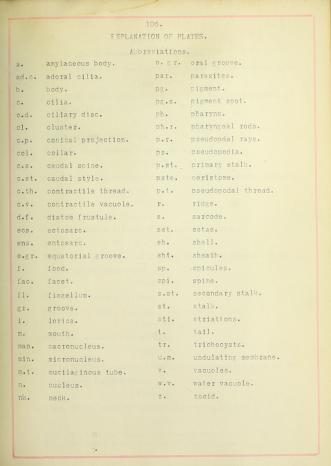 106.
EXPLANATION OF PLATES.
Abbreviations.
a. amylaceous body.
ad.c. adoral cilia.
b. body.
c. cilia.
c.d. ciliary disc.
cl. cluster.
c.p. conical projection.
col. collar.
c.s. caudal spine.
c.st. caudal style.
c.th. contractile thread.
c.v. contractile vacuole.
d.f. diatom frustule.
ecs. ectosarc.
ens. entosarc.
e.gr. equatorial groove.
f. food.
fac. facet.
fl. flagellum.
gr. groove.
l. lorica.
m. mouth.
man. macronucleus.
min. micronucleus.
m.t. mucilaginous tube.
n. nucleus.
nk. neck.
o.gr. oral groove.
par. parasites.
pg. pigment.
pg.s. pigment spot.
ph. pharynx.
ph.r. pharyngeal rods.
p.r. pseudopodal rays.
ps. pseudopodia.
p.st. primary stalk.
peristome.
p.t. pseudopodal thread.
r. ridge.
s. sarcode.
set. setae.
sh. shell.
sht. sheath.
sp. spicules.
spi. spine.
s.st. secondary stalk.
st. stalk.
sti. striations.
t. tail.
tr. trichocysts.
u.m. undulating membrane.
v. vacuoles.
w.v. water vacuole.
z. zooid.